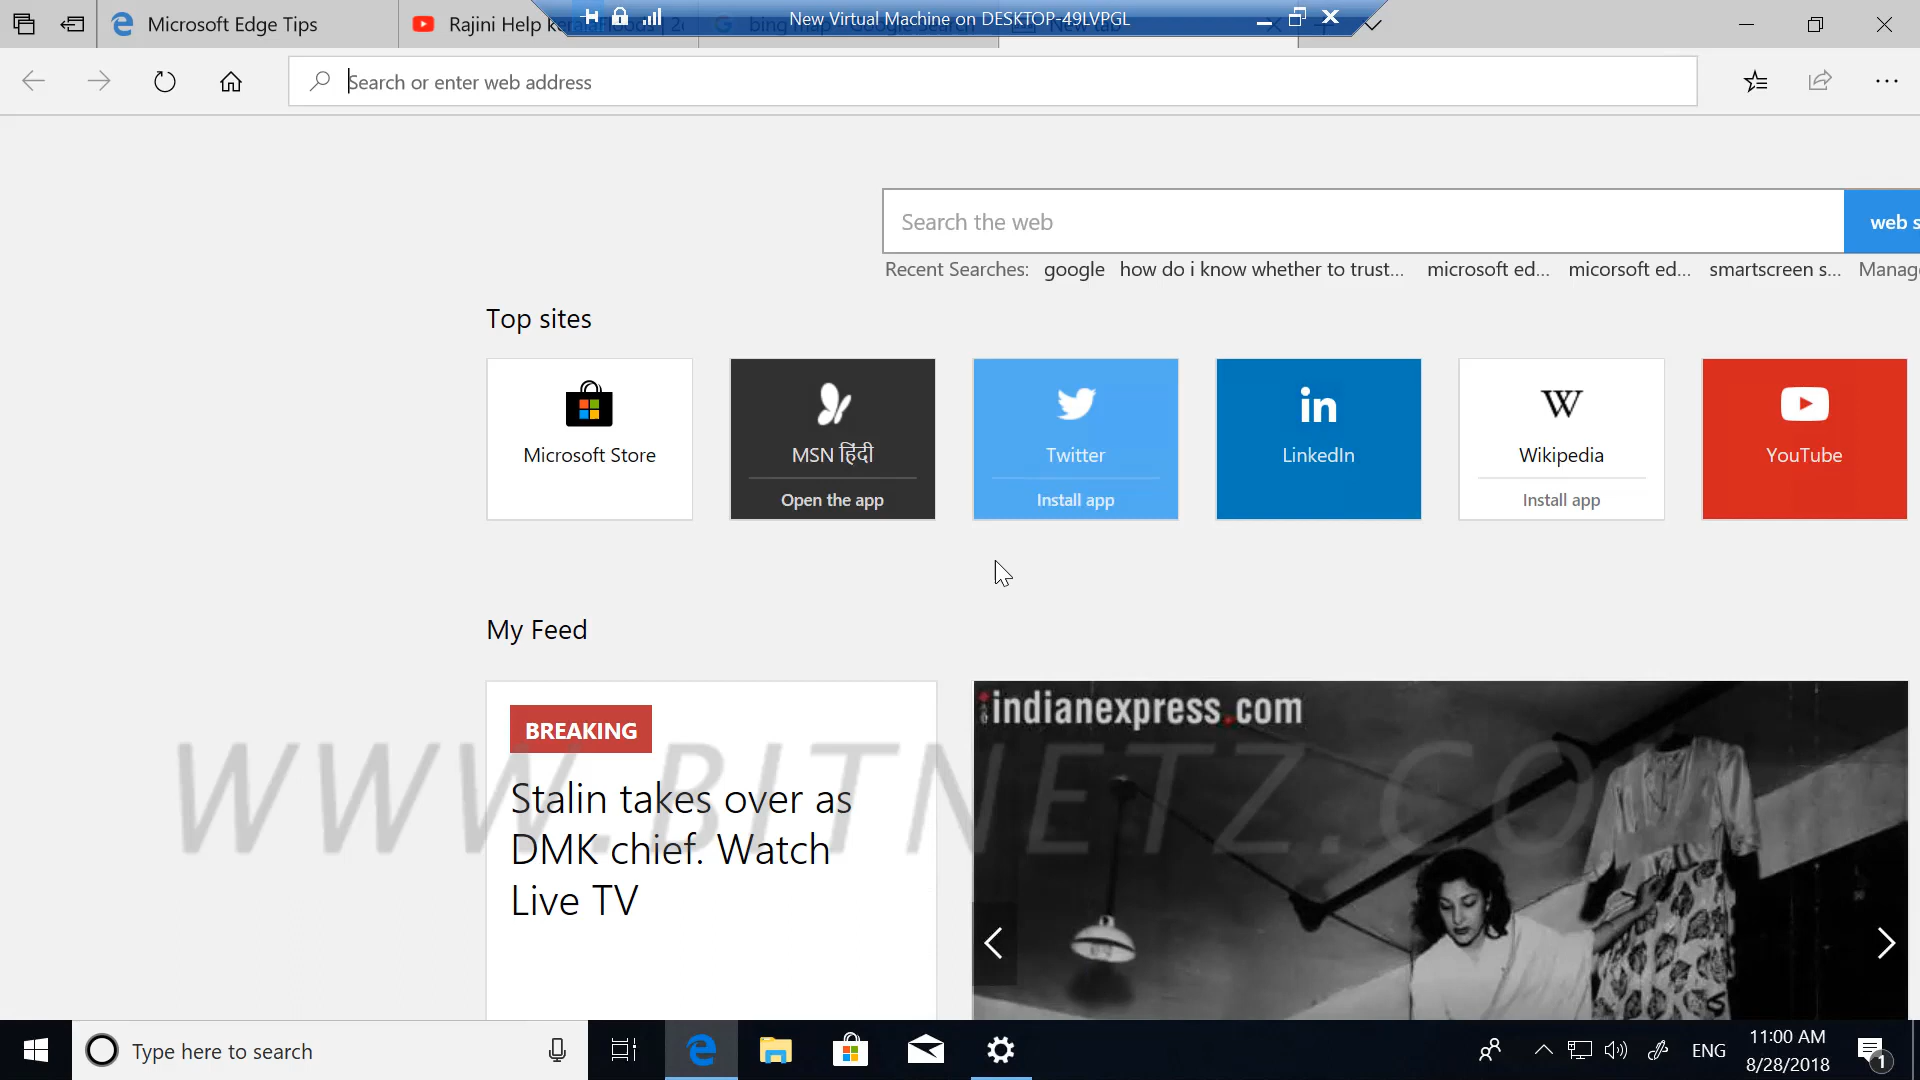 Microsoft Edge Tips
Rajini Help
New Virtual Machine on DESKTOP-49LVPGL
Search or enter web address
Search the web
web s
Recent Searches: google how do i know whether to trust... microsoft ed... micorsoft ed... smartscreen s... Manag
Top sites
Microsoft Store
MSN हिंदी
Open the app
Twitter
Install app
in
LinkedIn
W
Wikipedia
Install app
YouTube
My Feed
BREAKING
Stalin takes over as
DMK chief. Watch
Live TV
indianexpress.com
WWW.BITNETZ.CO
Type here to search
ENG
11:00 AM
8/28/2018
1